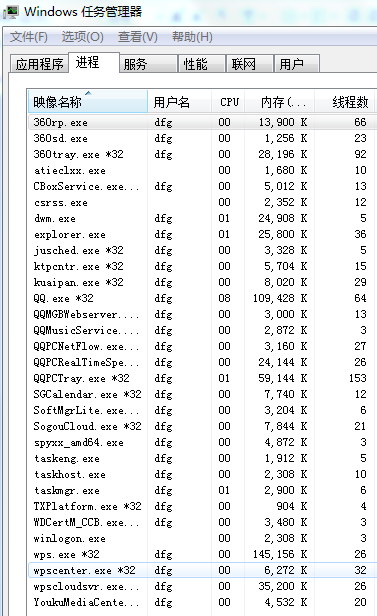 Windows 任务管理器
文件(F) 选项(O) 查看(V) 帮助(H)
应用程序 进程 服务 性能 联网 用户
映像名称 用户名 CPU 内存(... 线程数
360rp.exe dfg 00 13,900 K 66
360sd.exe dfg 00 1,256 K 23
360tray.exe *32 dfg 00 28,196 K 92
atieclxx.exe 00 1,680 K 10
CBoxService.exe... dfg 00 5,012 K 13
csrss.exe 00 2,352 K 12
dwm.exe dfg 01 24,908 K 5
explorer.exe dfg 01 25,800 K 36
jusched.exe *32 dfg 00 3,328 K 5
ktpcntr.exe *32 dfg 00 5,704 K 15
kuaipan.exe *32 dfg 00 8,020 K 29
QQ.exe *32 dfg 08 109,428 K 64
QQMGBWebserver.... dfg 00 3,000 K 13
QQMusicService.... dfg 00 2,872 K 3
QQPCNetFlow.exe... dfg 00 3,160 K 27
QQPCRealTimeSpe... dfg 00 24,144 K 26
QQPCTray.exe *32 dfg 01 59,144 K 153
SGCalendar.exe *32 dfg 00 7,740 K 12
SoftMgrLite.exe... dfg 00 3,204 K 6
SogouCloud.exe *32 dfg 00 7,844 K 21
spyxx_amd64.exe dfg 00 4,872 K 3
taskeng.exe dfg 00 1,912 K 5
taskhost.exe dfg 00 2,308 K 10
taskmgr.exe dfg 01 2,900 K 6
TXPlatform.exe *32 dfg 00 904 K 4
WDCertM_CCB.exe... dfg 00 3,480 K 3
winlogon.exe 00 2,308 K 3
wps.exe *32 dfg 00 145,156 K 26
wpscenter.exe *32 dfg 00 6,272 K 32
wpscloudsvr.exe... dfg 00 35,200 K 26
YoukuMediaCente... dfg 00 4,532 K 20